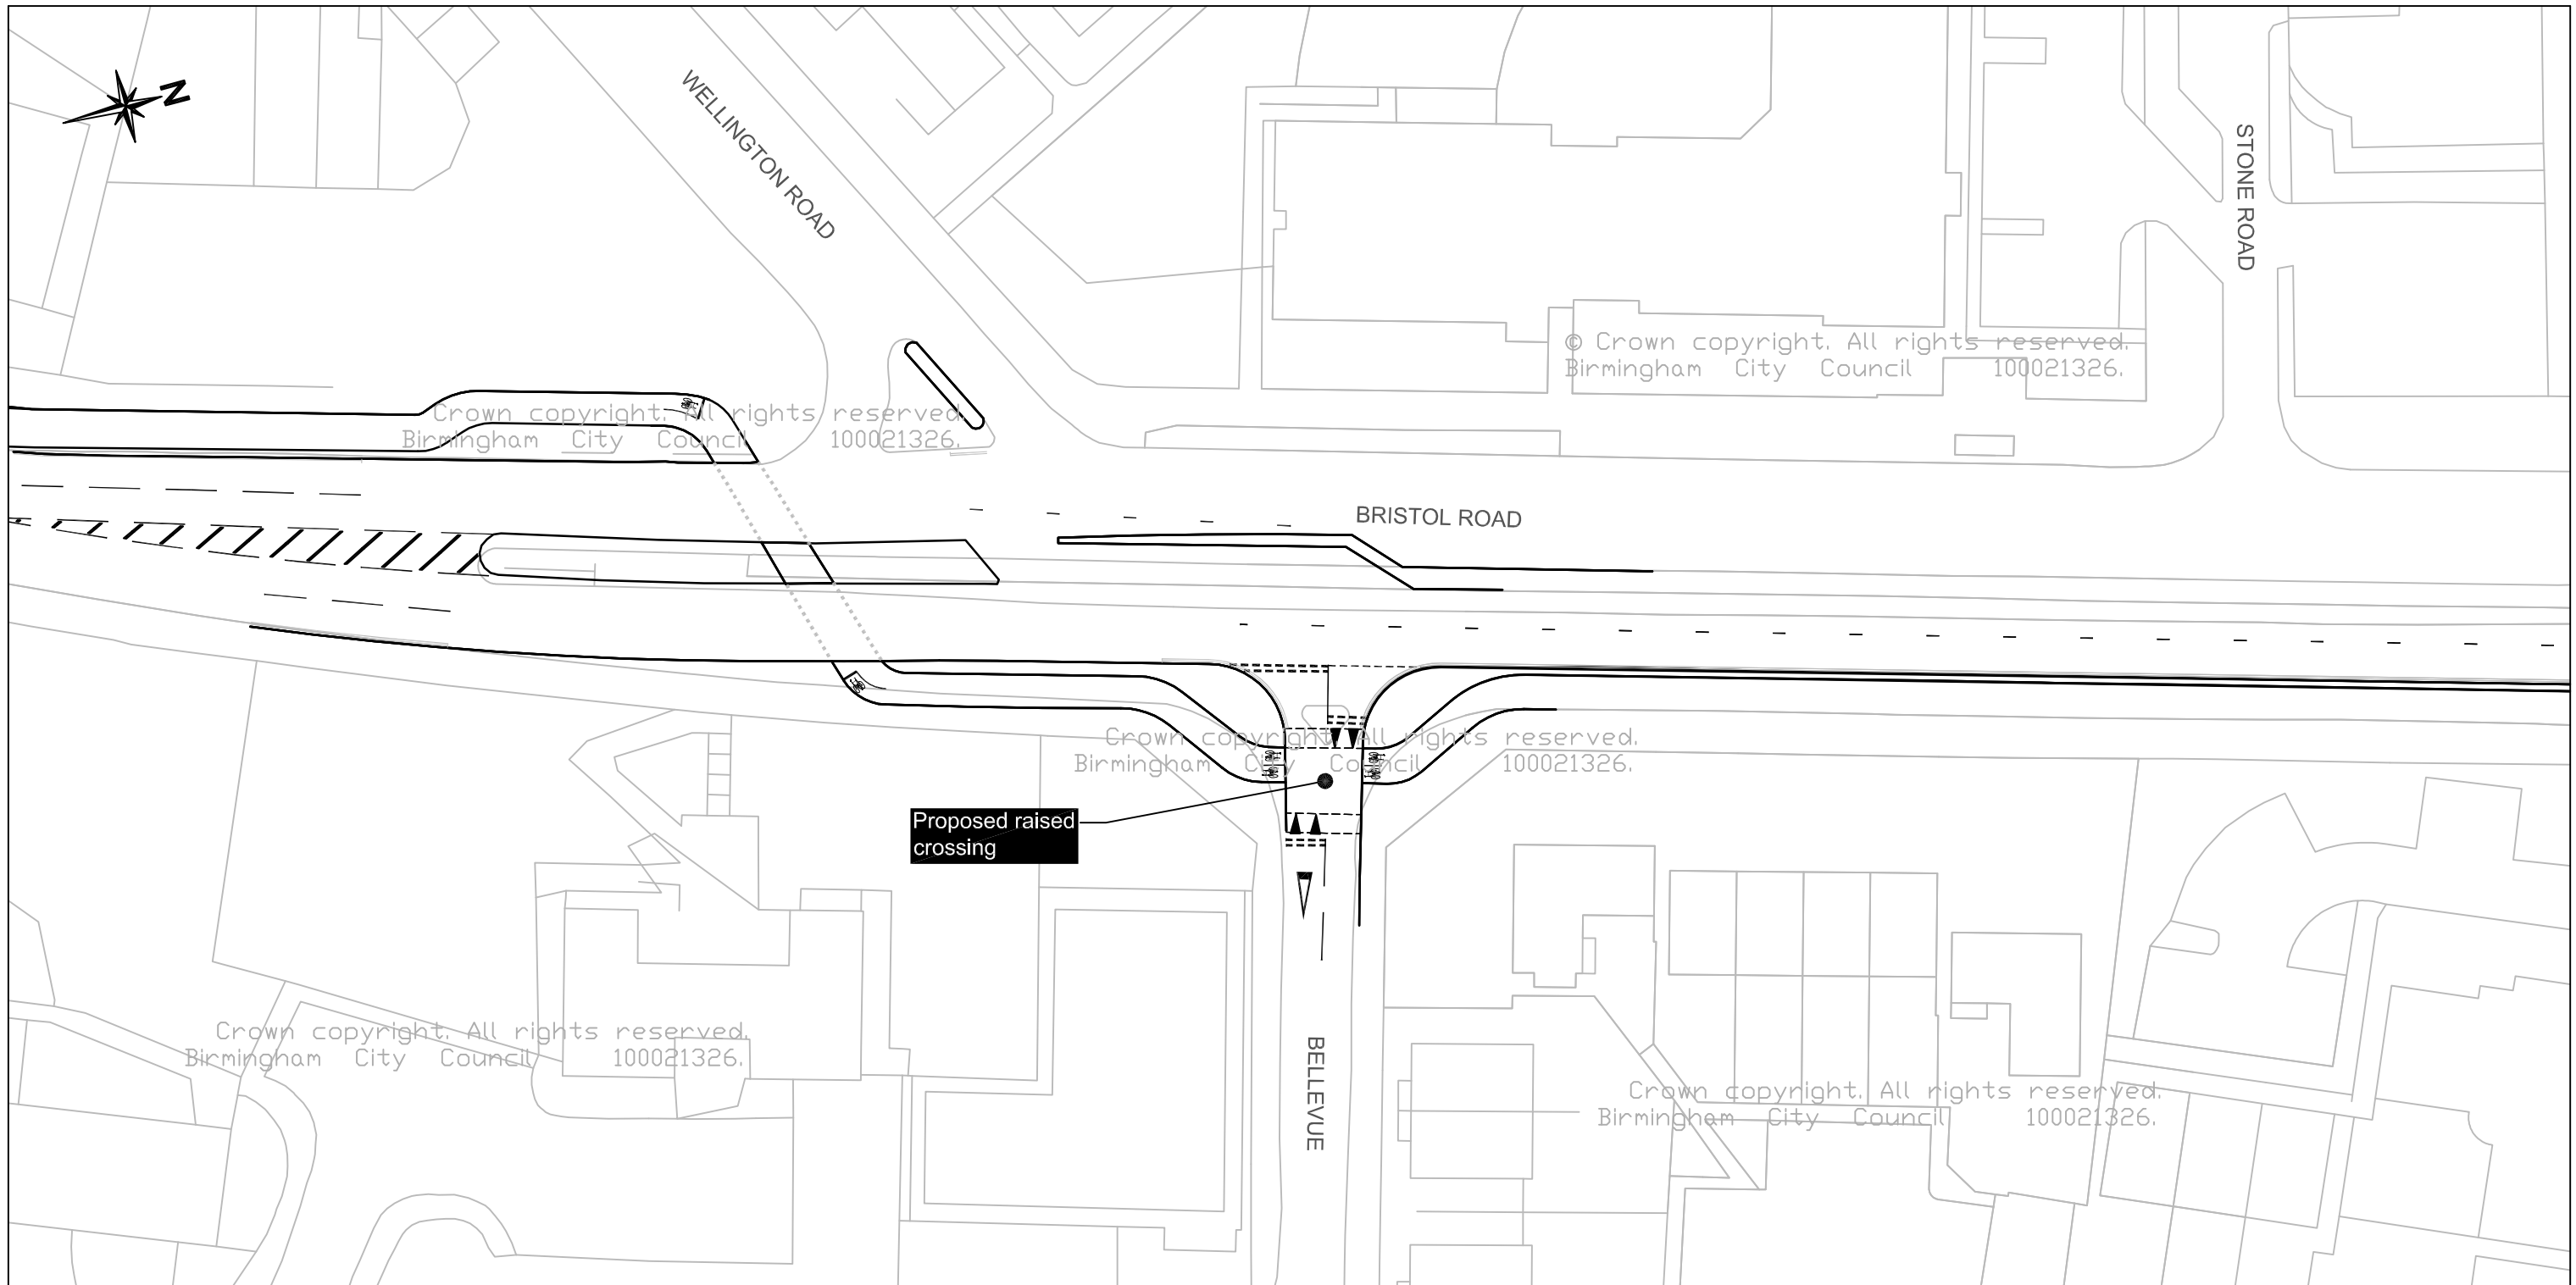 N
WELLINGTON ROAD
STONE ROAD
© Crown copyright. All rights reserved.
Birmingham City Council 100021326.
Crown copyright. All rights reserved.
Birmingham City Council 100021326.
BRISTOL ROAD
Crown copyright. All rights reserved.
Birmingham City Council 100021326.
Proposed raised
crossing
Crown copyright. All rights reserved.
Birmingham City Council 100021326.
BELLEVUE
Crown copyright. All rights reserved.
Birmingham City Council 100021326.